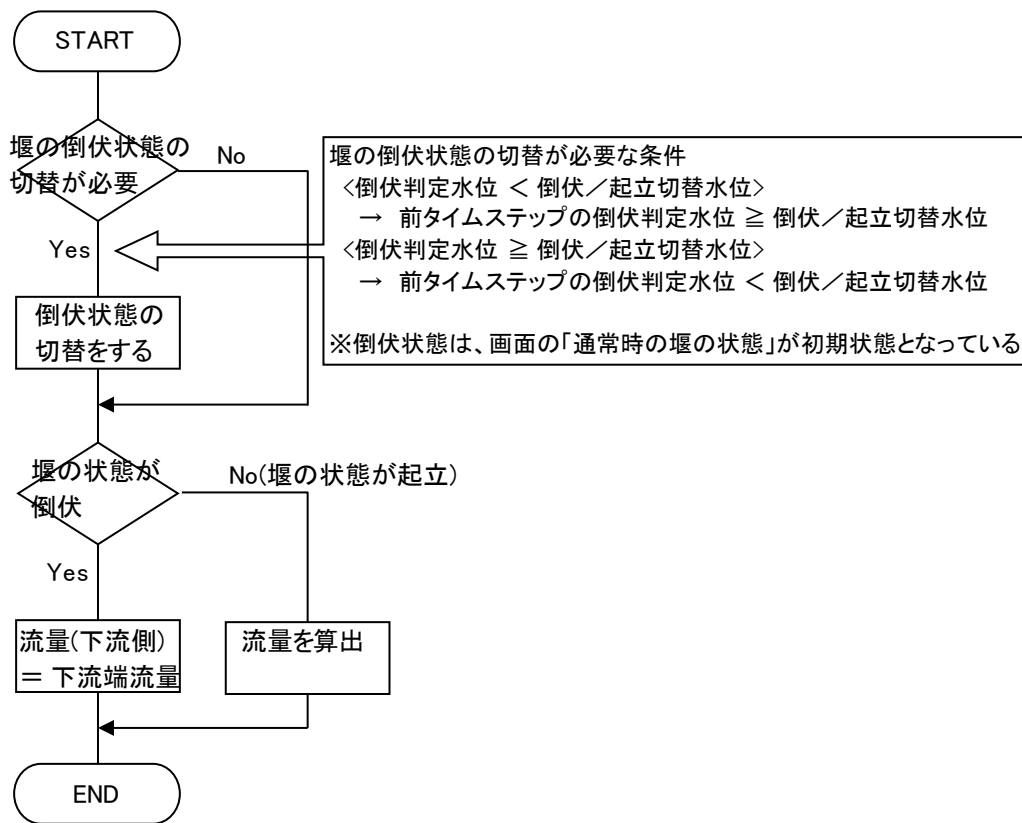 START
堰の倒伏状態の
切替が必要
No
堰の倒伏状態の切替が必要な条件
<倒伏判定水位 < 倒伏/起立切替水位>
→ 前タイムステップの倒伏判定水位 ≧ 倒伏/起立切替水位
<倒伏判定水位 ≧ 倒伏/起立切替水位>
→ 前タイムステップの倒伏判定水位 < 倒伏/起立切替水位
※倒伏状態は、画面の「通常時の堰の状態」が初期状態となっている
Yes
倒伏状態の
切替をする
堰の状態が
倒伏
No(堰の状態が起立)
Yes
流量(下流側)
= 下流端流量
流量を算出
END